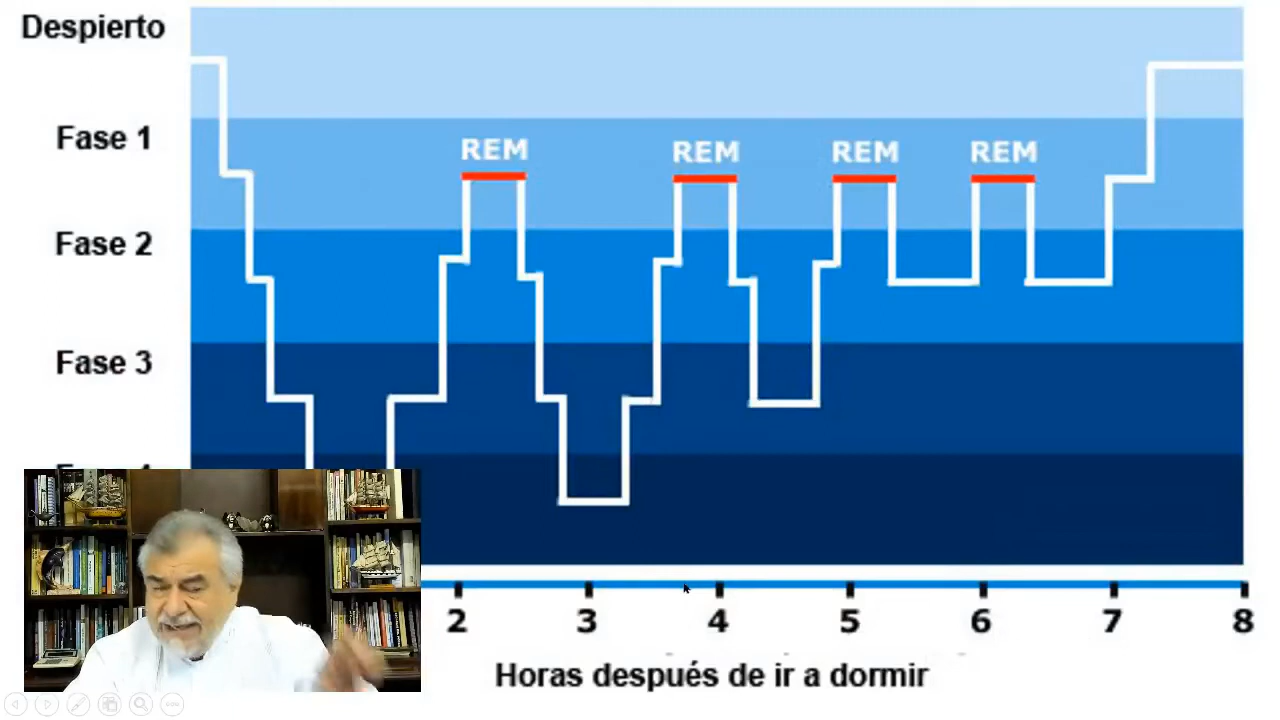 Despierto
Fase 1
REM REM REM REM
Fase 2
Fase 3
2 3 4 5 6 7 8
Horas después de ir a dormir